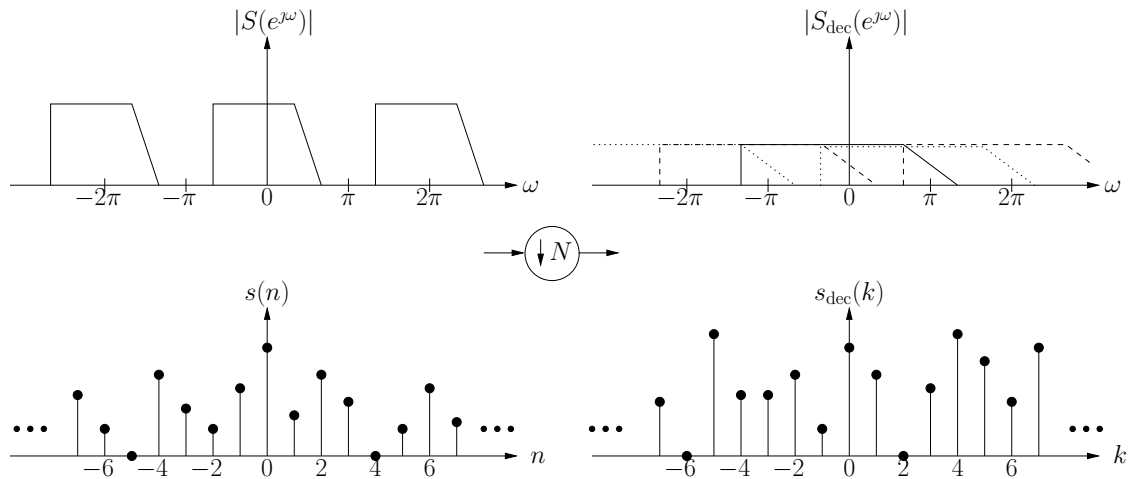 |S(e^{jω})|
−2π −π 0 π 2π ω
|S_dec(e^{jω})|
−2π −π 0 π 2π ω
↓ N
s(n)
−6 −4 −2 0 2 4 6 n
s_dec(k)
−6 −4 −2 0 2 4 6 k